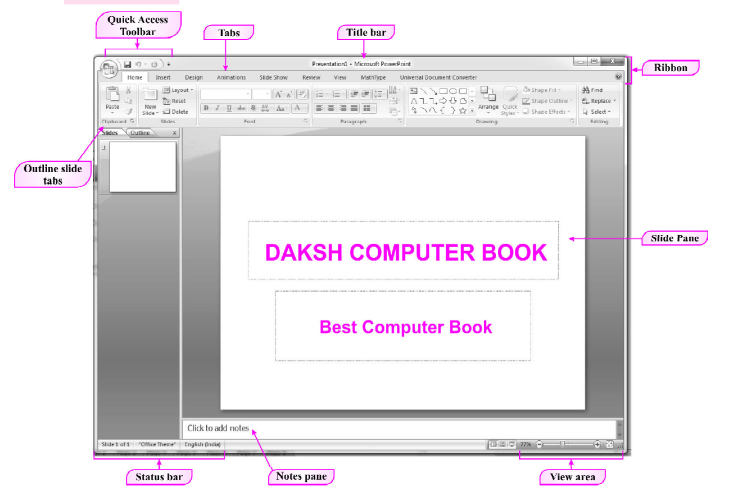 Quick Access
Toolbar
Tabs
Title bar
Ribbon
Presentation1 - Microsoft PowerPoint
Home Insert Design Animations Slide Show Review View MathType Universal Document Converter
Paste
New
Slide
Layout
Reset
Delete
Arrange
Quick
Styles
Shape Fill
Shape Outline
Shape Effects
Find
Replace
Select
Clipboard Slides Font Paragraph Drawing Editing
Slides Outline X
Outline slide
tabs
DAKSH COMPUTER BOOK
Slide Pane
Best Computer Book
Click to add notes
Slide 1 of 1 "Office Theme" English (India) 77%
Status bar
Notes pane
View area